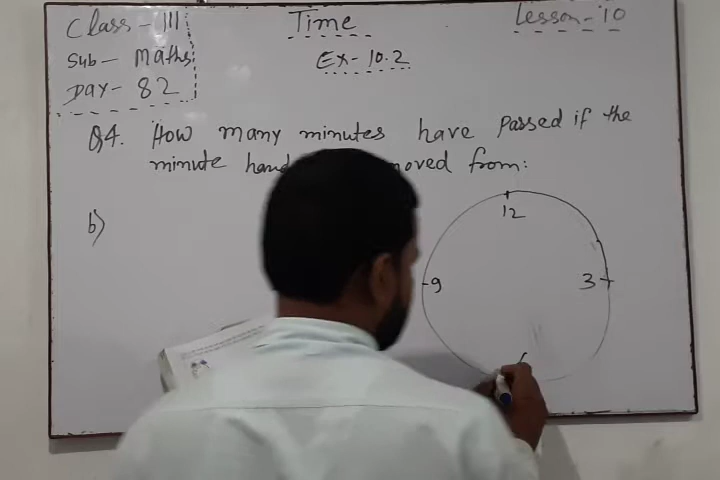 Class - III
Time
Lesson - 10
Sub - Maths
Ex - 10.2
Day - 82
Q4. How many minutes have passed if the
minute hand moved from:
b)
12
9
3